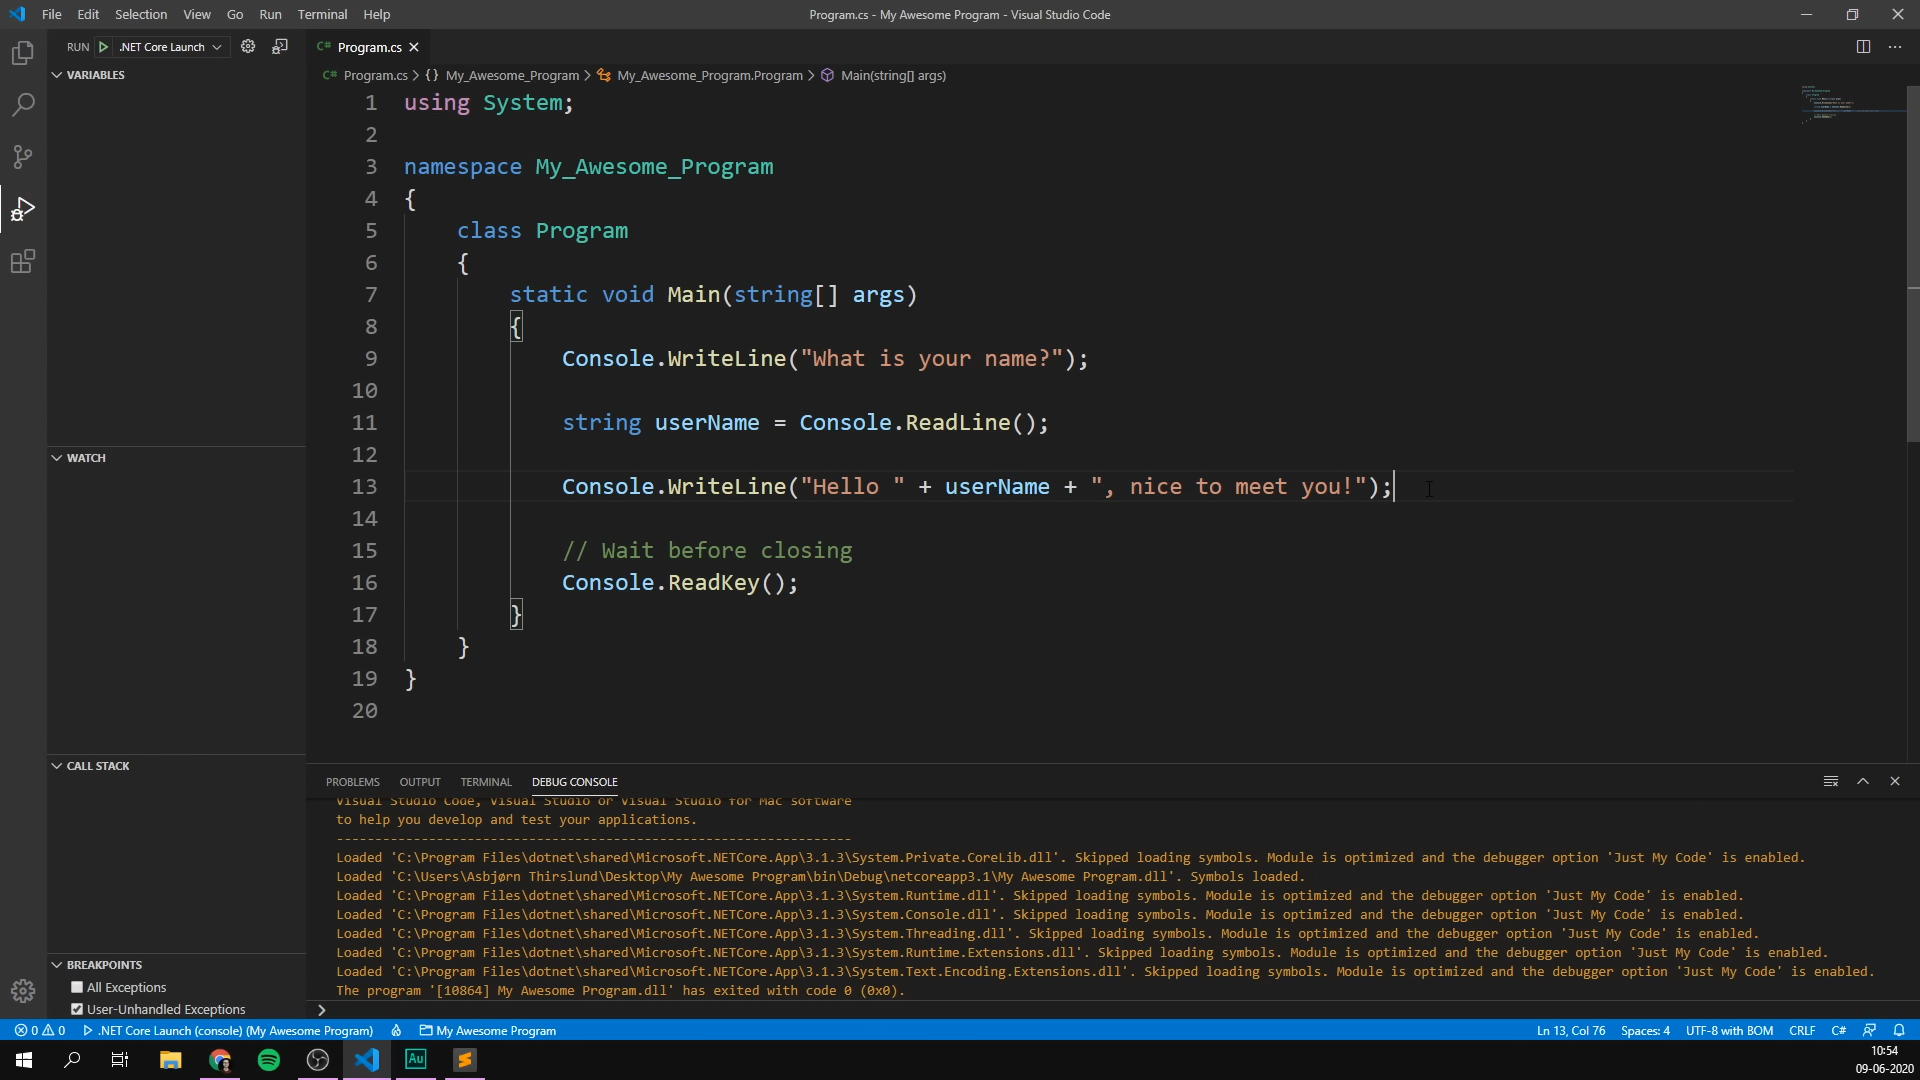 File Edit Selection View Go Run Terminal Help
Program.cs - My Awesome Program - Visual Studio Code
RUN .NET Core Launch
C# Program.cs
VARIABLES
C# Program.cs > {} My_Awesome_Program > My_Awesome_Program.Program > Main(string[] args)
1 using System;
2
3 namespace My_Awesome_Program
4 {
5 class Program
6 {
7 static void Main(string[] args)
8 {
9 Console.WriteLine("What is your name?");
10
11 string userName = Console.ReadLine();
12
13 Console.WriteLine("Hello " + userName + ", nice to meet you!");
14
15 // Wait before closing
16 Console.ReadKey();
17 }
18 }
19 }
20
WATCH
CALL STACK
BREAKPOINTS
All Exceptions
User-Unhandled Exceptions
PROBLEMS OUTPUT TERMINAL DEBUG CONSOLE
Visual Studio Code, Visual Studio or Visual Studio for Mac software
to help you develop and test your applications.
-------------------------------------------------------------------
Loaded 'C:\Program Files\dotnet\shared\Microsoft.NETCore.App\3.1.3\System.Private.CoreLib.dll'. Skipped loading symbols. Module is optimized and the debugger option 'Just My Code' is enabled.
Loaded 'C:\Users\Asbjørn Thirslund\Desktop\My Awesome Program\bin\Debug\netcoreapp3.1\My Awesome Program.dll'. Symbols loaded.
Loaded 'C:\Program Files\dotnet\shared\Microsoft.NETCore.App\3.1.3\System.Runtime.dll'. Skipped loading symbols. Module is optimized and the debugger option 'Just My Code' is enabled.
Loaded 'C:\Program Files\dotnet\shared\Microsoft.NETCore.App\3.1.3\System.Console.dll'. Skipped loading symbols. Module is optimized and the debugger option 'Just My Code' is enabled.
Loaded 'C:\Program Files\dotnet\shared\Microsoft.NETCore.App\3.1.3\System.Threading.dll'. Skipped loading symbols. Module is optimized and the debugger option 'Just My Code' is enabled.
Loaded 'C:\Program Files\dotnet\shared\Microsoft.NETCore.App\3.1.3\System.Runtime.Extensions.dll'. Skipped loading symbols. Module is optimized and the debugger option 'Just My Code' is enabled.
Loaded 'C:\Program Files\dotnet\shared\Microsoft.NETCore.App\3.1.3\System.Text.Encoding.Extensions.dll'. Skipped loading symbols. Module is optimized and the debugger option 'Just My Code' is enabled.
The program '[10864] My Awesome Program.dll' has exited with code 0 (0x0).
>
0 0 .NET Core Launch (console) (My Awesome Program) My Awesome Program
Ln 13, Col 76 Spaces: 4 UTF-8 with BOM CRLF C#
Au
10:54
09-06-2020